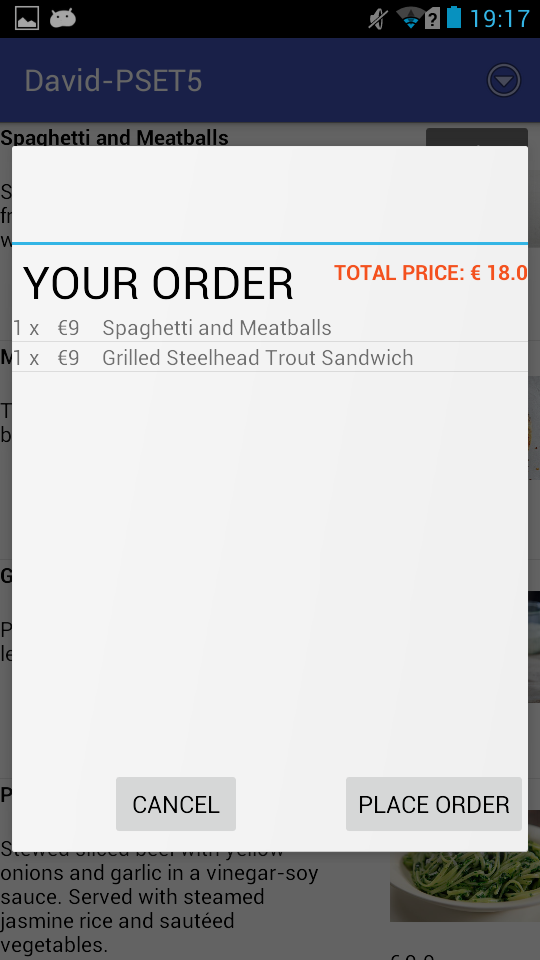 19:17
David-PSET5
Spaghetti and Meatballs
YOUR ORDER
TOTAL PRICE: € 18.0
1 x €9 Spaghetti and Meatballs
1 x €9 Grilled Steelhead Trout Sandwich
CANCEL
PLACE ORDER
Stewed sliced beef with yellow
onions and garlic in a vinegar-soy
sauce. Served with steamed
jasmine rice and sautéed
vegetables.